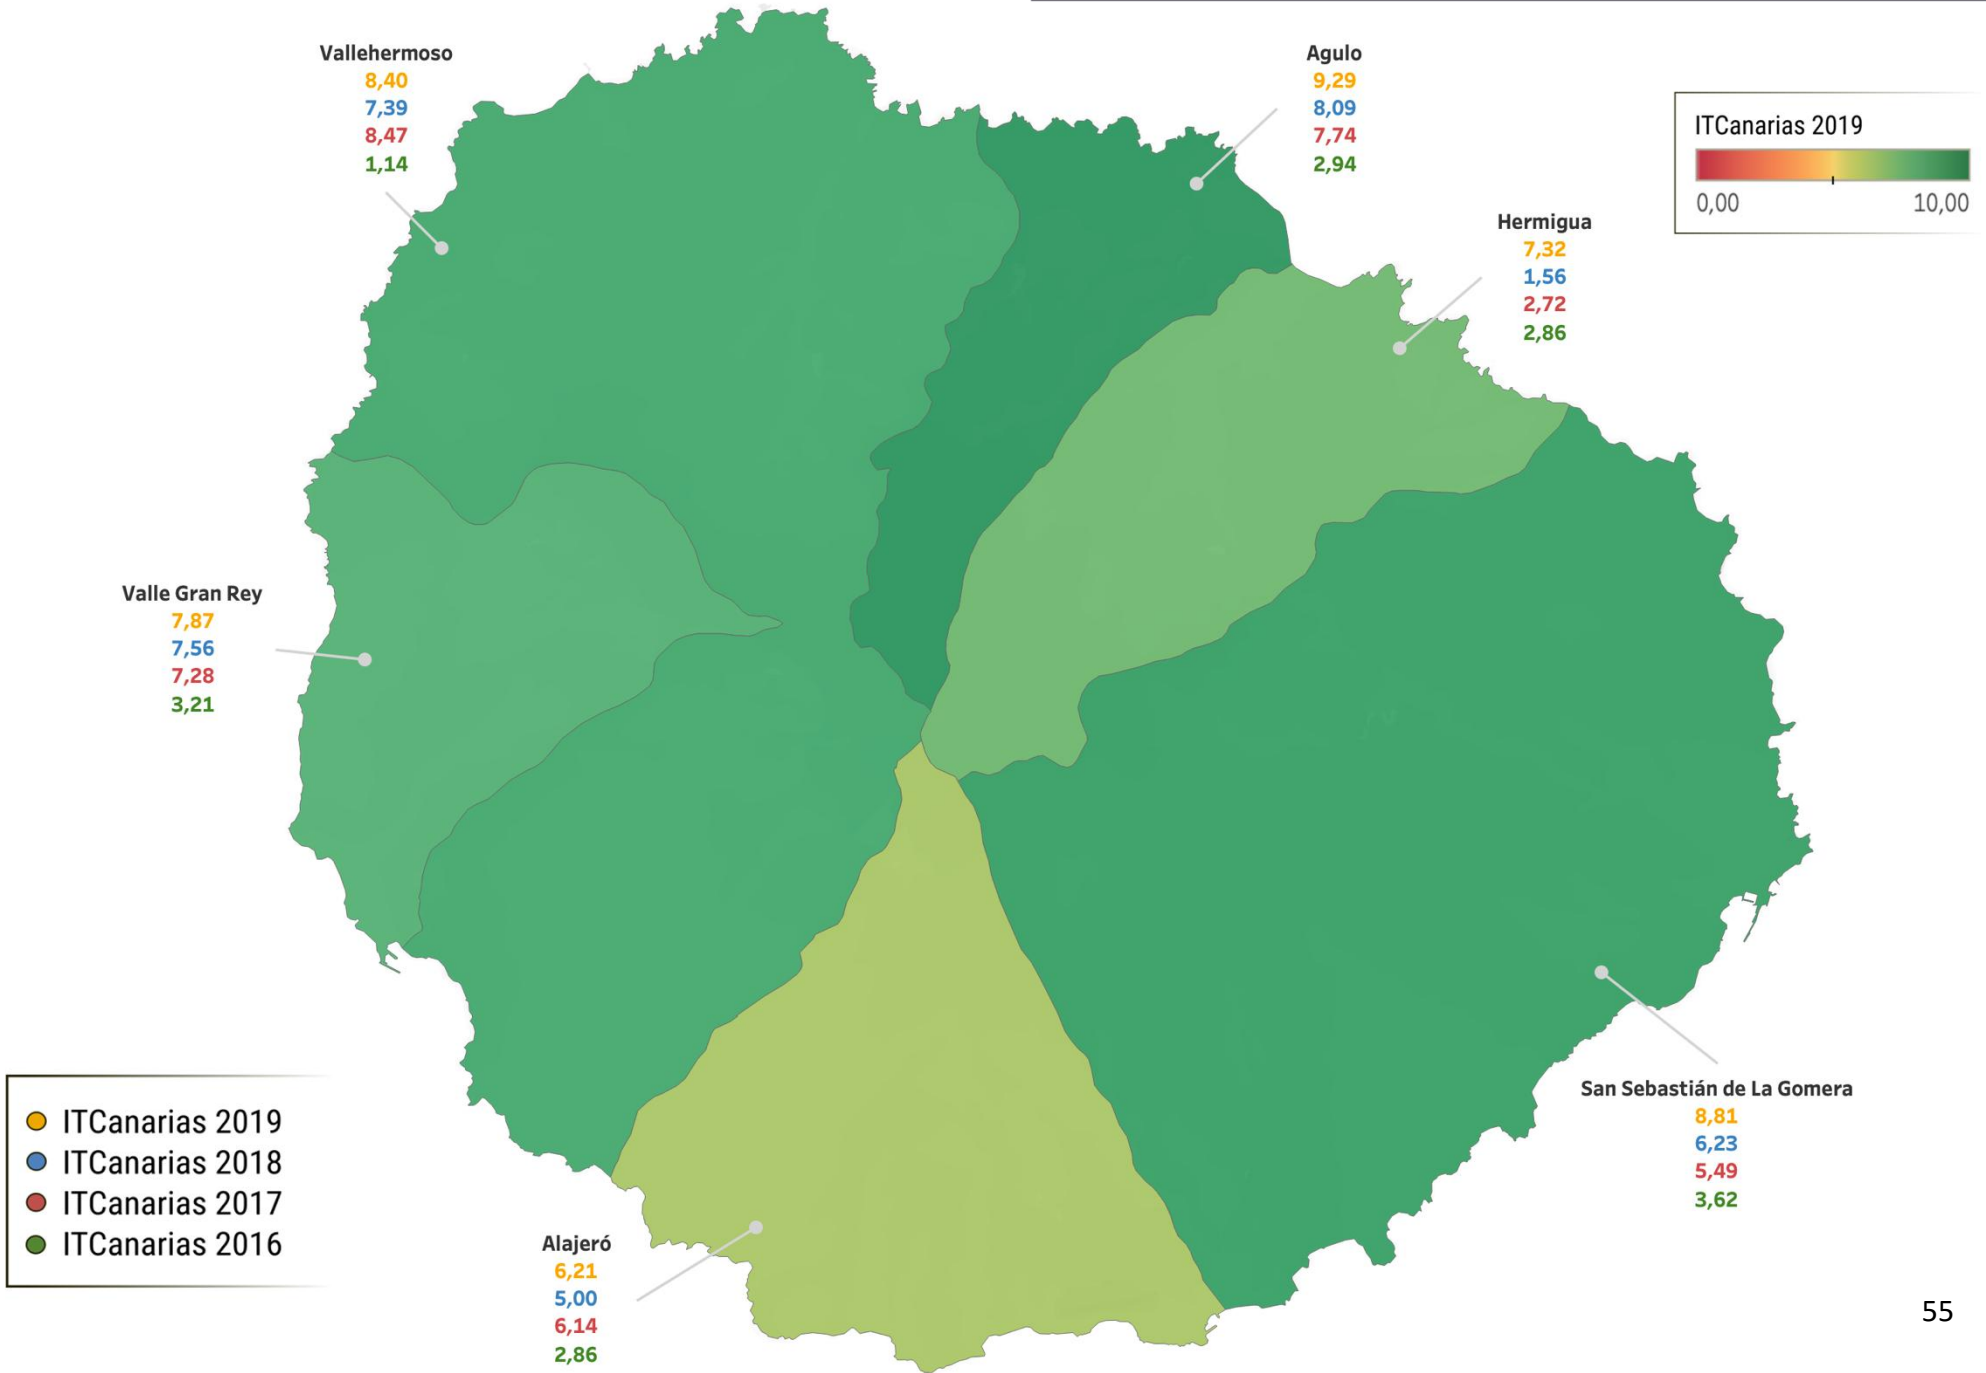 Vallehermoso
8,40
7,39
8,47
1,14
Agulo
9,29
8,09
7,74
2,94
ITCanarias 2019
0,00 10,00
Hermigua
7,32
1,56
2,72
2,86
Valle Gran Rey
7,87
7,56
7,28
3,21
San Sebastián de La Gomera
8,81
6,23
5,49
3,62
ITCanarias 2019
ITCanarias 2018
ITCanarias 2017
ITCanarias 2016
Alajeró
6,21
5,00
6,14
2,86
55